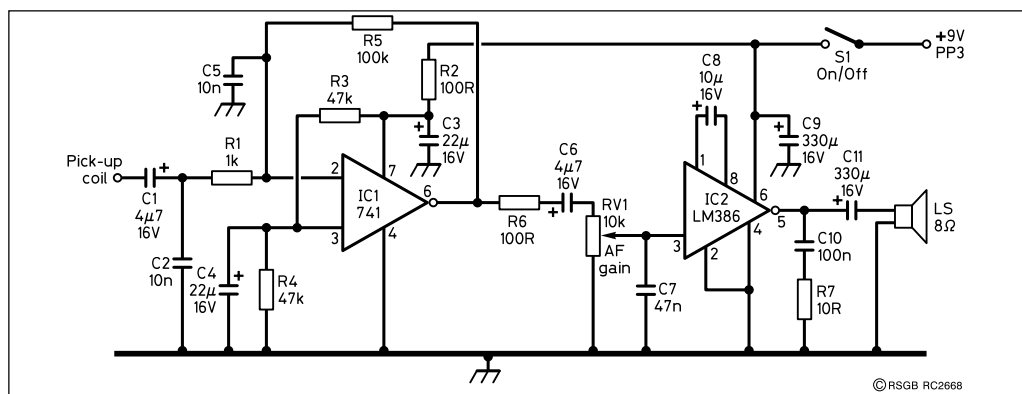 R5
100k
+9V
PP3
S1
On/Off
C5
10n
R2
100R
C8
10μ
16V
R3
47k
C3
22μ
16V
C9
330μ
16V
R1
1k
Pick-up
coil
C1
4μ7
16V
2
7
IC1
741
6
3
4
C6
4μ7
16V
R6
100R
RV1
10k
AF
gain
1
8
IC2
LM386
6
5
4
3
2
C11
330μ
16V
LS
8Ω
C2
10n
C4
22μ
16V
R4
47k
C7
47n
C10
100n
R7
10R
©RSGB RC2668